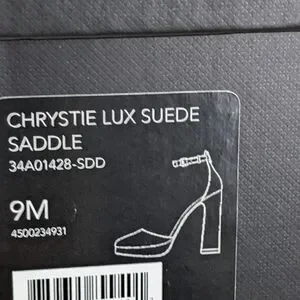 CHRYSTIE LUX SUEDE
SADDLE
34A01428-SDD
9M
4500234931